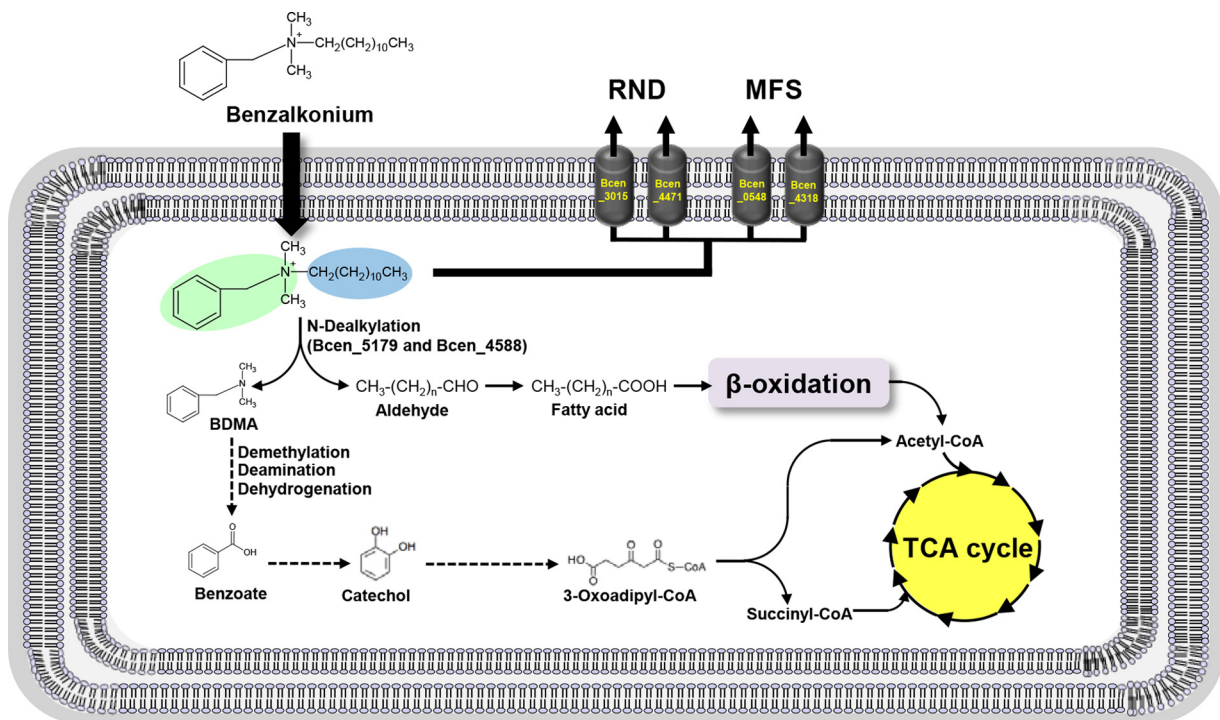 CH₃
N⁺—CH₂(CH₂)₁₀CH₃
CH₃
Benzalkonium
RND MFS
Bcen
_3015
Bcen
_4471
Bcen
_0548
Bcen
_4318
CH₃
N⁺—CH₂(CH₂)₁₀CH₃
CH₃
N-Dealkylation
(Bcen_5179 and Bcen_4588)
CH₃
N
CH₃
BDMA
CH₃-(CH₂)ₙ-CHO
Aldehyde
CH₃-(CH₂)ₙ-COOH
Fatty acid
β-oxidation
Acetyl-CoA
Demethylation
Deamination
Dehydrogenation
TCA cycle
O
OH
Benzoate
OH
OH
Catechol
O O
HO
S-CoA
O
3-Oxoadipyl-CoA
Succinyl-CoA